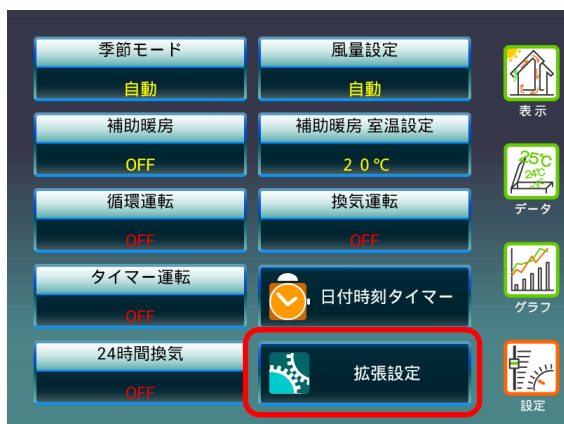 季節モード
自動
風量設定
自動
補助暖房
OFF
補助暖房 室温設定
20℃
循環運転
OFF
換気運転
OFF
タイマー運転
OFF
日付時刻タイマー
24時間換気
OFF
拡張設定
表示
25℃
24℃
23℃
データ
グラフ
設定